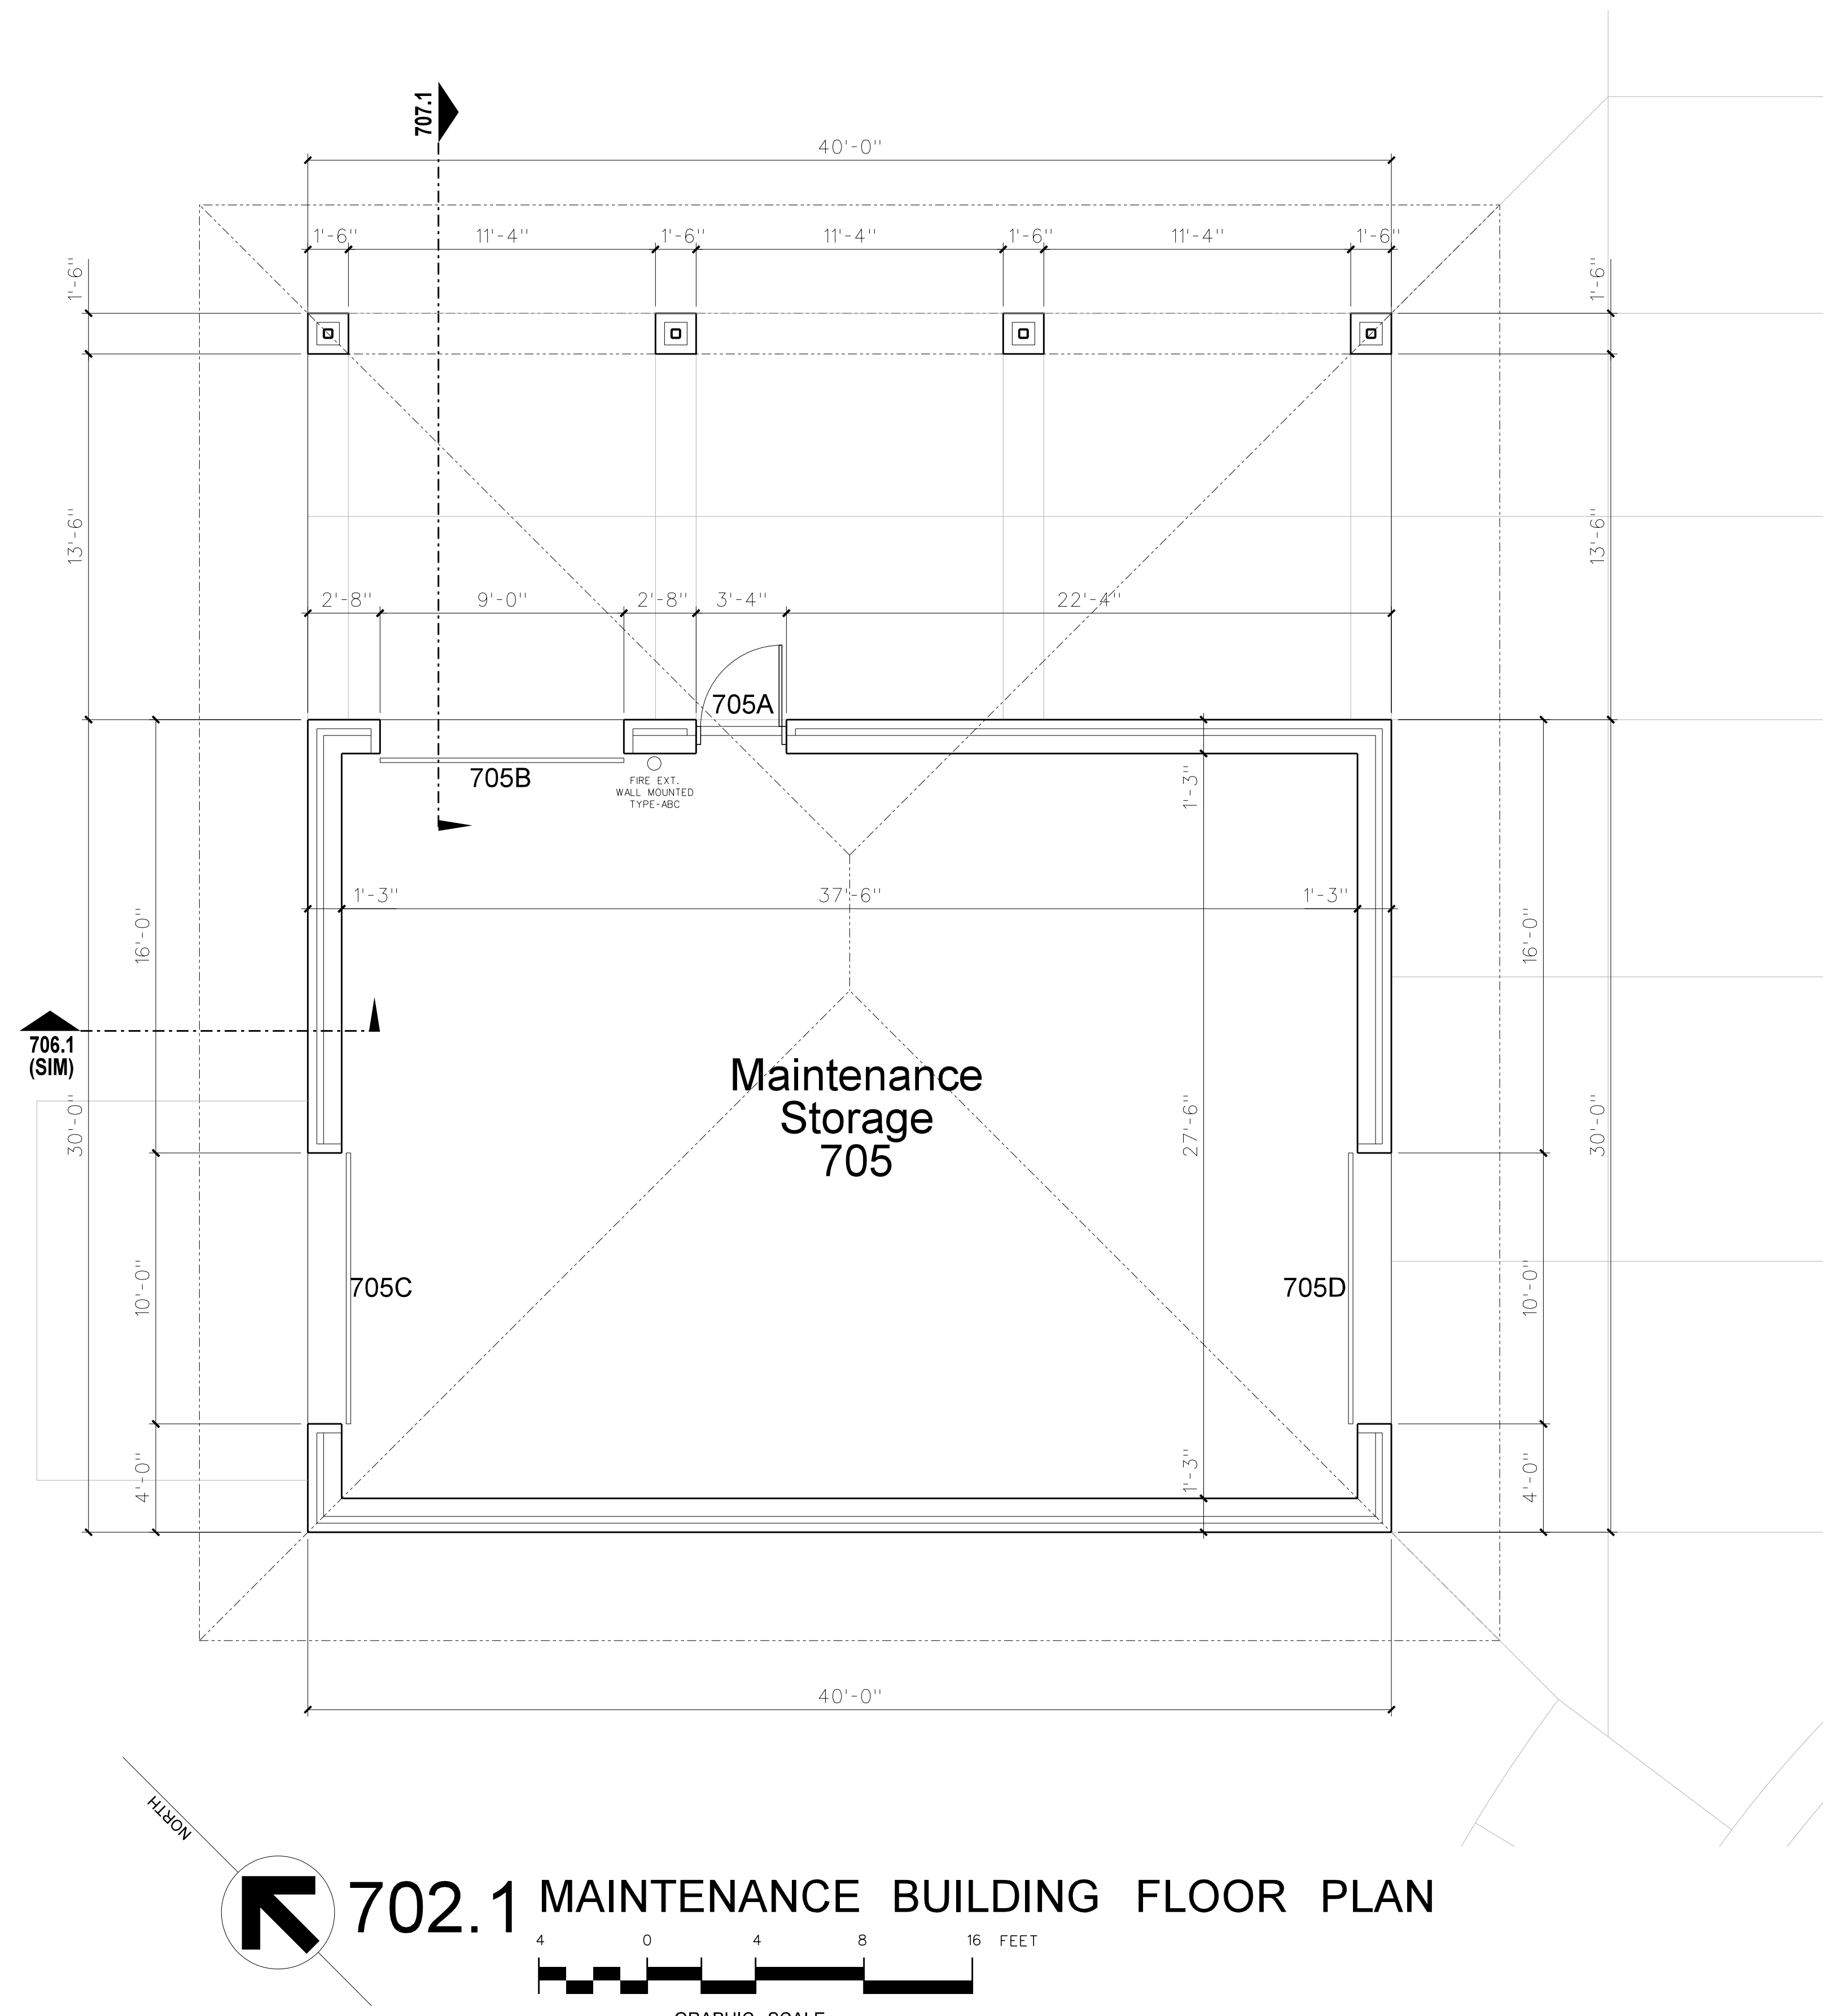 707.1
40'-0"
1'-6" 11'-4" 1'-6" 11'-4" 1'-6" 11'-4" 1'-6"
1'-6" 1'-6"
13'-6" 13'-6"
2'-8" 9'-0" 2'-8" 3'-4" 22'-4"
705A
705B
FIRE EXT.
WALL MOUNTED
TYPE-ABC
1'-3"
1'-3" 37'-6" 1'-3"
16'-0" 16'-0"
706.1
(SIM)
Maintenance
Storage
705
30'-0" 27'-6" 30'-0"
705C 705D
10'-0" 10'-0"
4'-0" 1'-3" 4'-0"
40'-0"
NORTH
702.1 MAINTENANCE BUILDING FLOOR PLAN
4 0 4 8 16 FEET
GRAPHIC SCALE